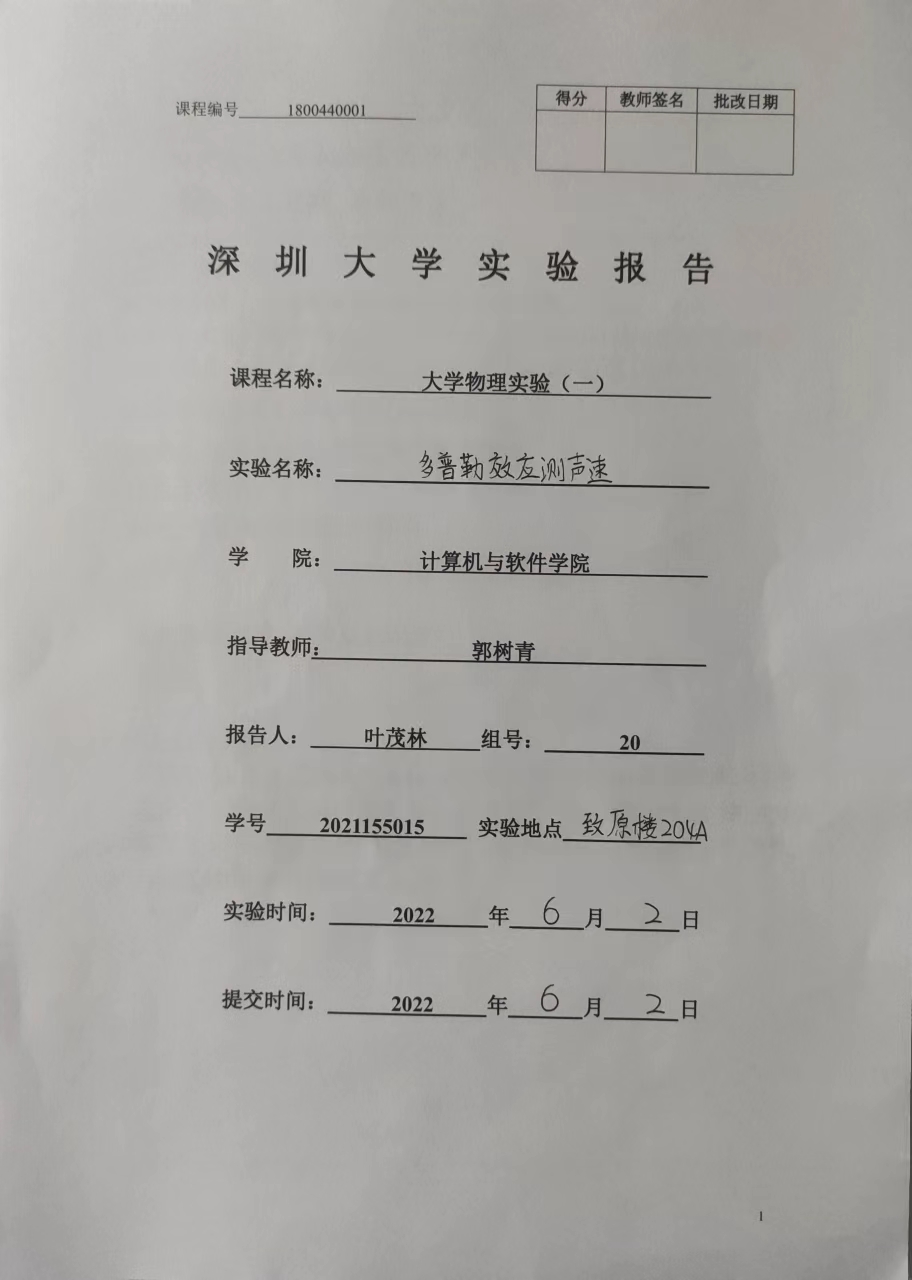 课程编号 1800440001
得分 教师签名 批改日期
深圳大学实验报告
课程名称： 大学物理实验（一）
实验名称： 多普勒效应测声速
学 院： 计算机与软件学院
指导教师： 郭树青
报告人： 叶茂林 组号： 20
学号 2021155015 实验地点 致原楼204A
实验时间： 2022 年 6 月 2 日
提交时间： 2022 年 6 月 2 日
1